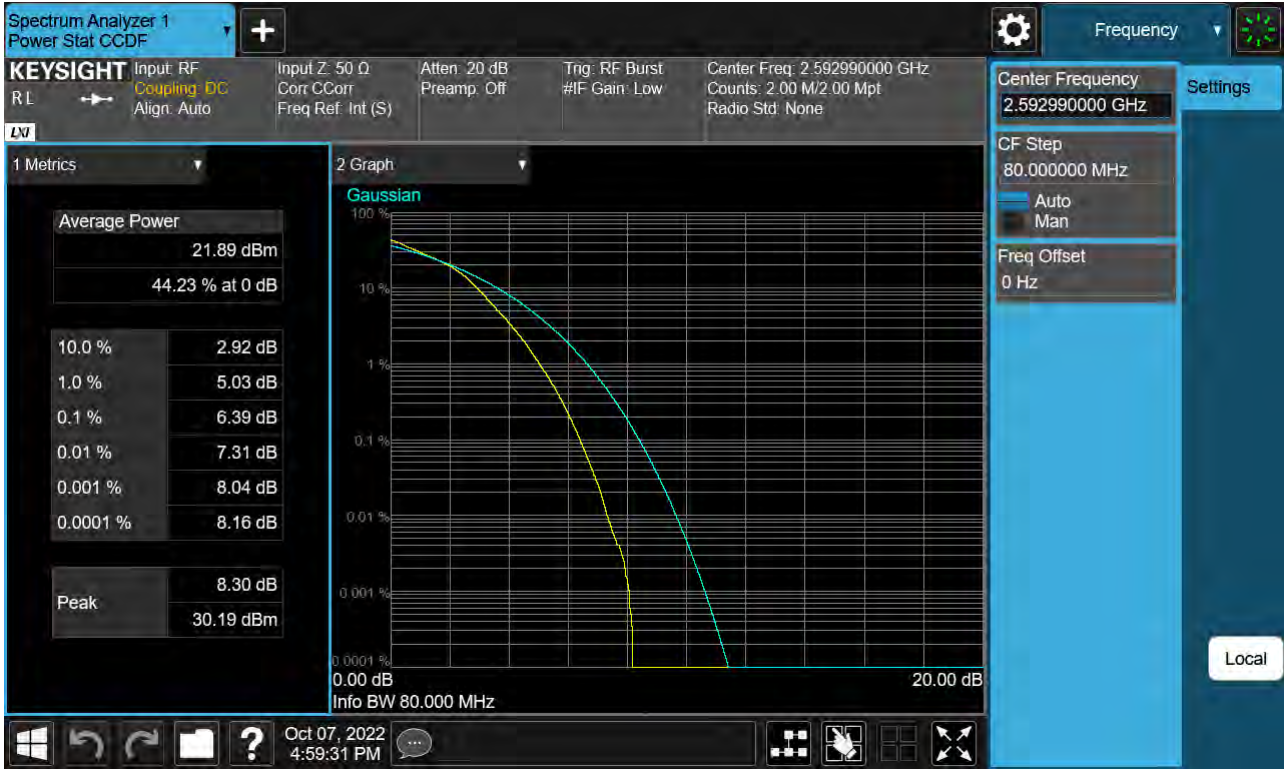 Spectrum Analyzer 1
Power Stat CCDF
Frequency
KEYSIGHT
R L
LXI
Input: RF
Coupling: DC
Align: Auto
Input Z: 50 Ω
Corr CCorr
Freq Ref: Int (S)
Atten: 20 dB
Preamp: Off
Trig: RF Burst
#IF Gain: Low
Center Freq: 2.592990000 GHz
Counts: 2.00 M/2.00 Mpt
Radio Std: None
Center Frequency
2.592990000 GHz
Settings
CF Step
80.000000 MHz
Auto
Man
Freq Offset
0 Hz
1 Metrics
Average Power
21.89 dBm
44.23 % at 0 dB
10.0 % 2.92 dB
1.0 % 5.03 dB
0.1 % 6.39 dB
0.01 % 7.31 dB
0.001 % 8.04 dB
0.0001 % 8.16 dB
Peak
8.30 dB
30.19 dBm
2 Graph
Gaussian
100 %
10 %
1 %
0.1 %
0.01 %
0.001 %
0.0001 %
0.00 dB 20.00 dB
Info BW 80.000 MHz
Local
?
Oct 07, 2022
4:59:31 PM